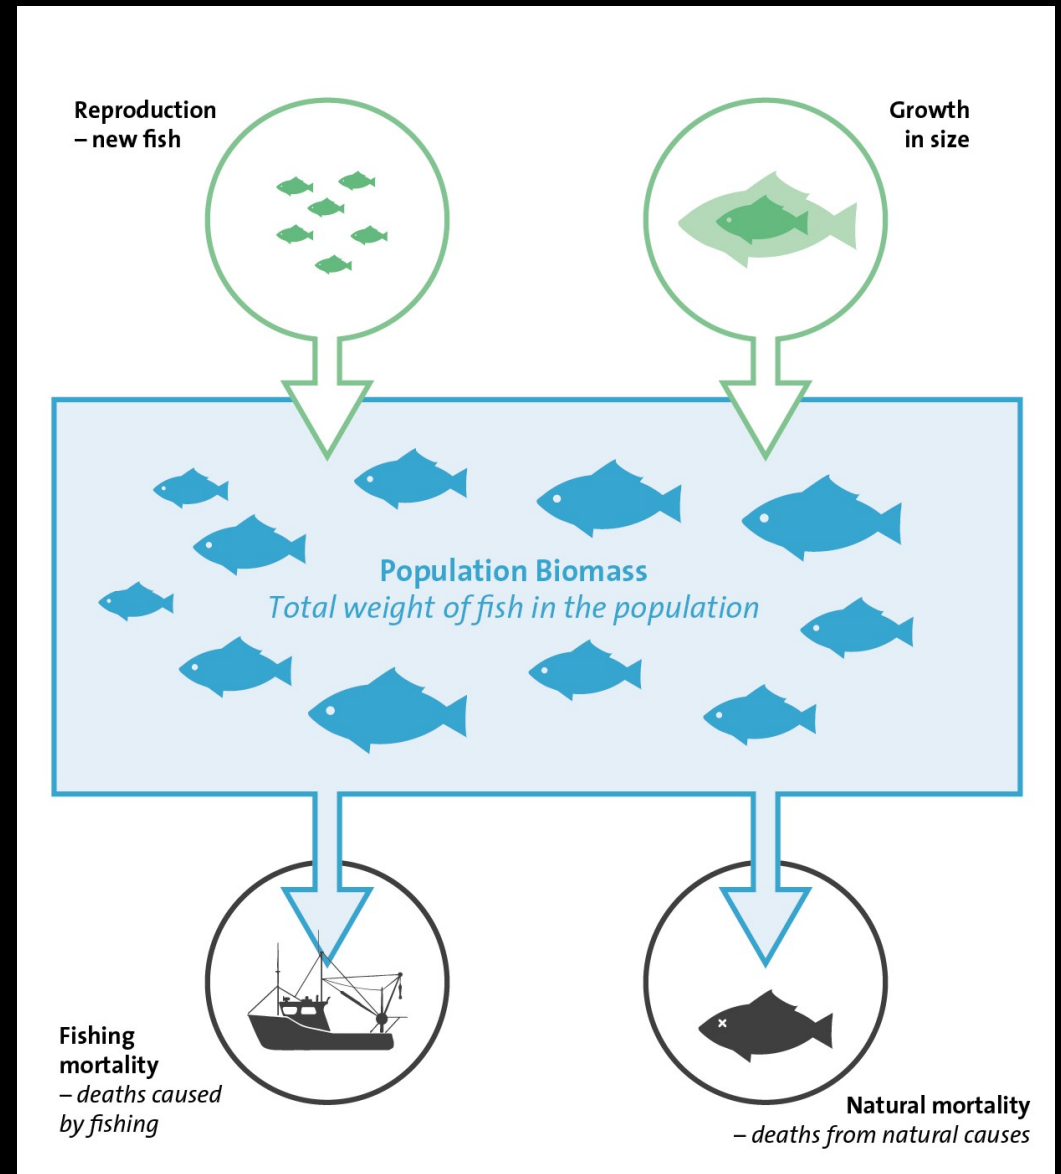 Reproduction
– new fish
Growth
in size
Population Biomass
Total weight of fish in the population
Fishing
mortality
– deaths caused
by fishing
Natural mortality
– deaths from natural causes